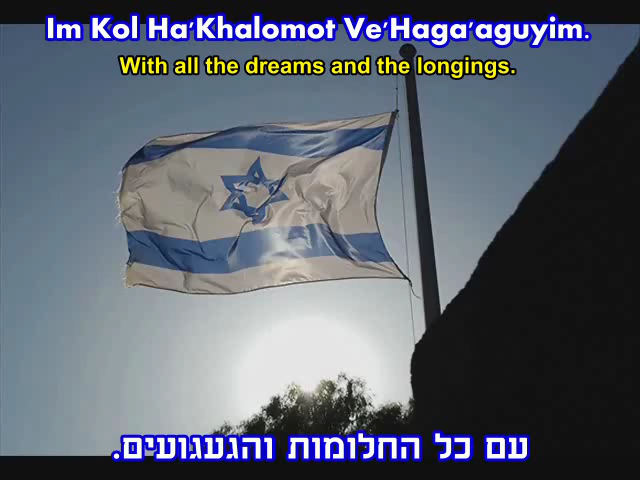 Im Kol Ha'Khalomot Ve'Haga'aguyim.
With all the dreams and the longings.
עם כל החלומות והגעגועים.